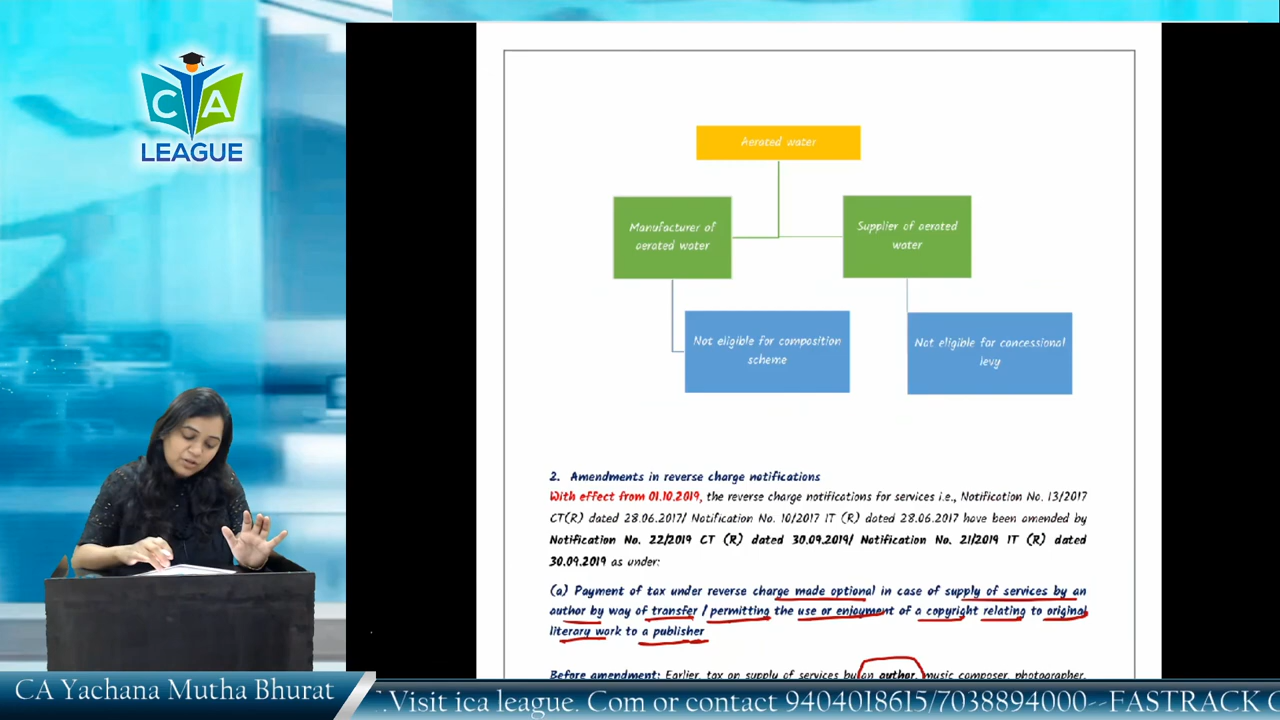 CA
LEAGUE
Aerated water
Manufacturer of
aerated water
Supplier of aerated
water
Not eligible for composition
scheme
Not eligible for concessional
levy
2. Amendments in reverse charge notifications
With effect from 01.10.2019, the reverse charge notifications for services i.e., Notification No. 13/2017
CT(R) dated 28.06.2017/ Notification No. 10/2017 IT (R) dated 28.06.2017 have been amended by
Notification No. 22/2019 CT (R) dated 30.09.2019/ Notification No. 21/2019 IT (R) dated
30.09.2019 as under:
(a) Payment of tax under reverse charge made optional in case of supply of services by an
author by way of transfer / permitting the use or enjoyment of a copyright relating to original
literary work to a publisher
Before amendment: Earlier, tax on supply of services by an author, music composer, photographer,
CA Yachana Mutha Bhurat
. Visit ica league. Com or contact 9404018615/7038894000--FASTRACK C